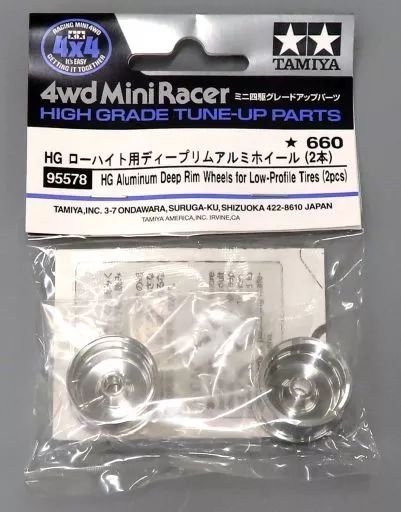 RACING MINI 4WD
4x4
It's EASY
GETTING IT TOGETHER
TAMIYA
4wd Mini Racer ミニ四駆グレードアップパーツ
HIGH GRADE TUNE-UP PARTS
★ 660
HG ローハイト用ディープリムアルミホイール (2本)
95578 HG Aluminum Deep Rim Wheels for Low-Profile Tires (2pcs)
TAMIYA, INC. 3-7 ONDAWARA, SURUGA-KU, SHIZUOKA 422-8610 JAPAN
TAMIYA AMERICA, INC. IRVINE, CA